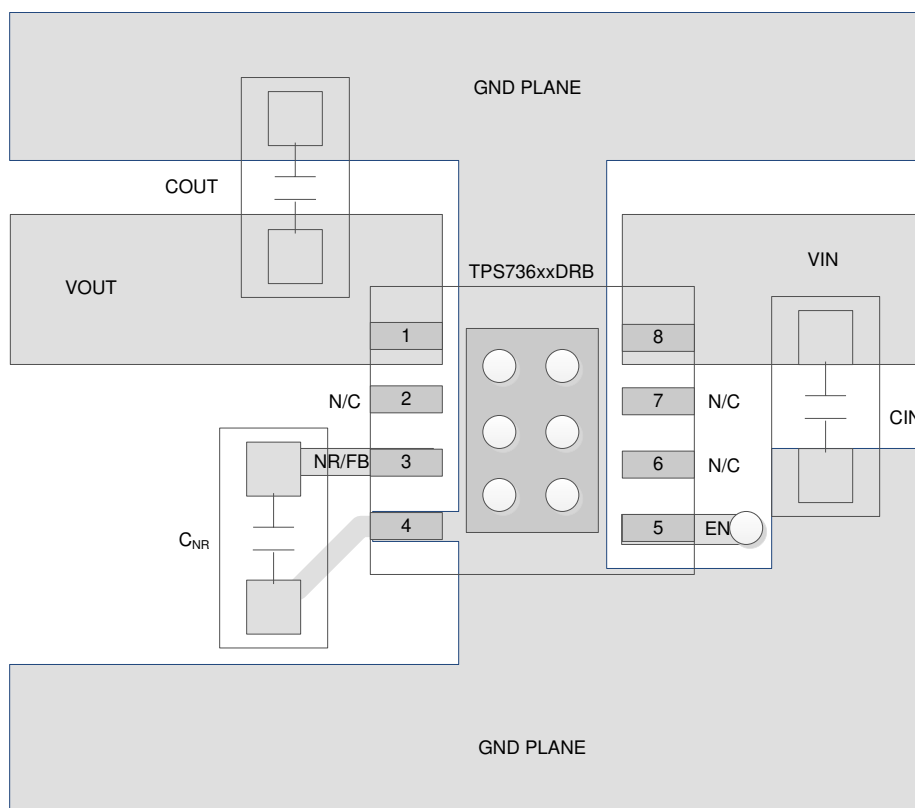 GND PLANE
COUT
TPS736xxDRB
VIN
VOUT
1
8
N/C
2
7
N/C
CIN
NR/FB
3
6
N/C
4
5
EN
CNR
GND PLANE